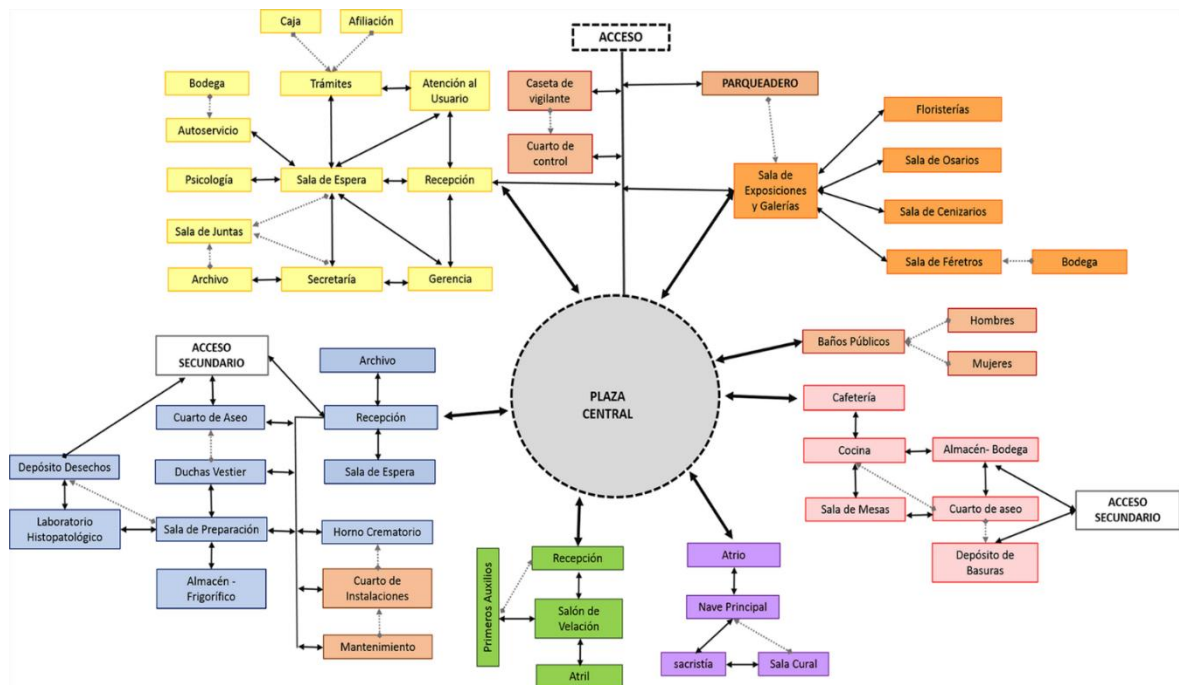 Caja
Afiliación
ACCESO
Bodega
Trámites
Atención al
Usuario
Caseta de
vigilante
PARQUEADERO
Floristerías
Autoservicio
Cuarto de
control
Sala de Osarios
Psicología
Sala de Espera
Recepción
Sala de
Exposiciones
y Galerías
Sala de Cenizarios
Sala de Juntas
Sala de Féretros
Bodega
Archivo
Secretaría
Gerencia
Hombres
Baños Públicos
Mujeres
ACCESO
SECUNDARIO
Archivo
PLAZA
CENTRAL
Cafetería
Cuarto de Aseo
Recepción
Cocina
Almacén- Bodega
Depósito Desechos
Duchas Vestier
Sala de Espera
Sala de Mesas
Cuarto de aseo
ACCESO
SECUNDARIO
Laboratorio
Histopatológico
Sala de Preparación
Horno Crematorio
Depósito de
Basuras
Almacén -
Frigorífico
Cuarto de
Instalaciones
Mantenimiento
Primeros Auxilios
Recepción
Salón de
Velación
Atril
Atrio
Nave Principal
sacristía
Sala Cural